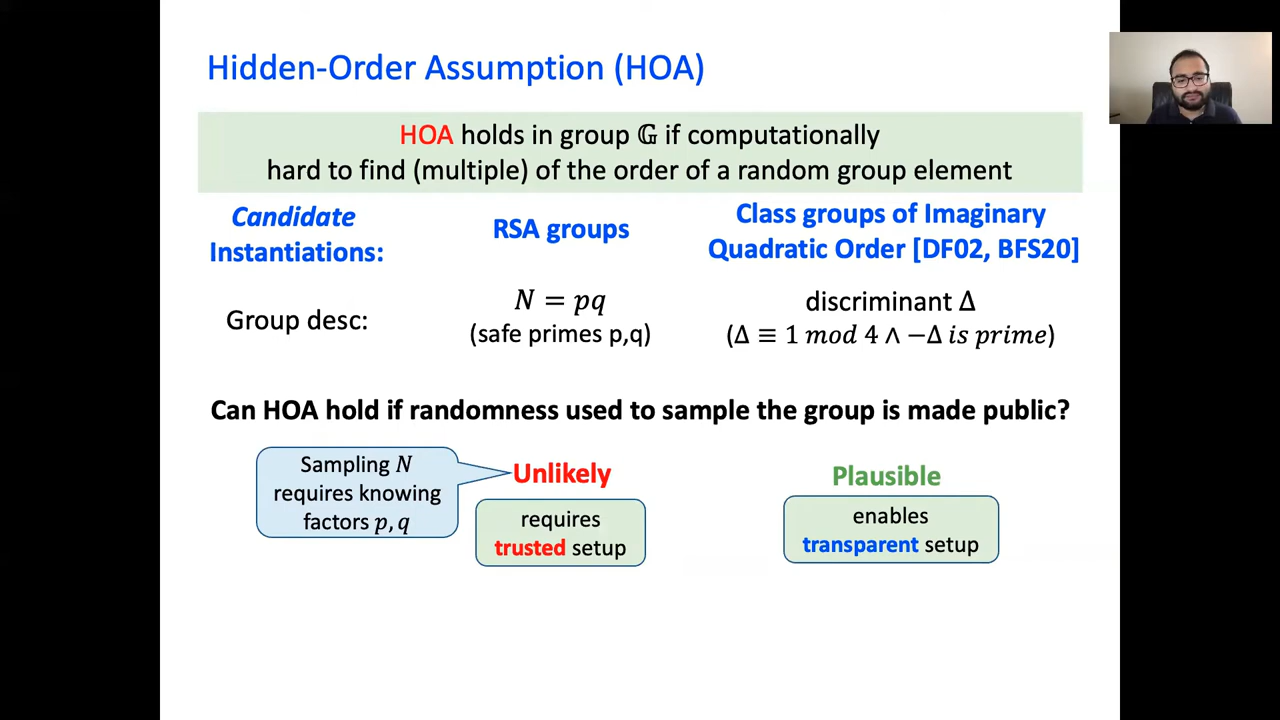 Hidden-Order Assumption (HOA)
HOA holds in group 𝔾 if computationally
hard to find (multiple) of the order of a random group element
Candidate
Instantiations:
RSA groups
Class groups of Imaginary
Quadratic Order [DF02, BFS20]
Group desc:
N = pq
(safe primes p,q)
discriminant Δ
(Δ ≡ 1 mod 4 ∧ −Δ is prime)
Can HOA hold if randomness used to sample the group is made public?
Sampling N
requires knowing
factors p, q
Unlikely
requires
trusted setup
Plausible
enables
transparent setup